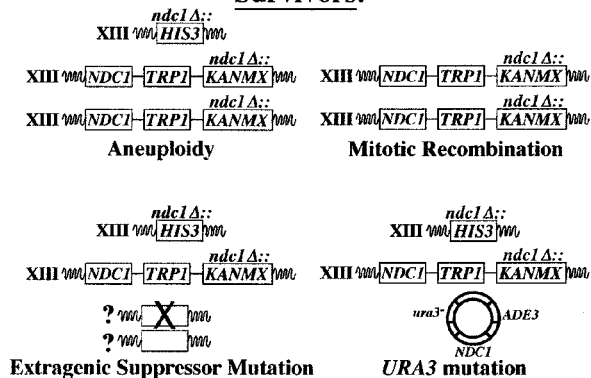 Survivors:
ndc1Δ::
XIII HIS3
ndc1Δ::
XIII NDC1 TRP1 KANMX
ndc1Δ::
XIII NDC1 TRP1 KANMX
Aneuploidy
ndc1Δ::
XIII NDC1 TRP1 KANMX
ndc1Δ::
XIII NDC1 TRP1 KANMX
Mitotic Recombination
ndc1Δ::
XIII HIS3
ndc1Δ::
XIII NDC1 TRP1 KANMX
? X
?
Extragenic Suppressor Mutation
ndc1Δ::
XIII HIS3
ndc1Δ::
XIII NDC1 TRP1 KANMX
ura3- ADE3
NDC1
URA3 mutation